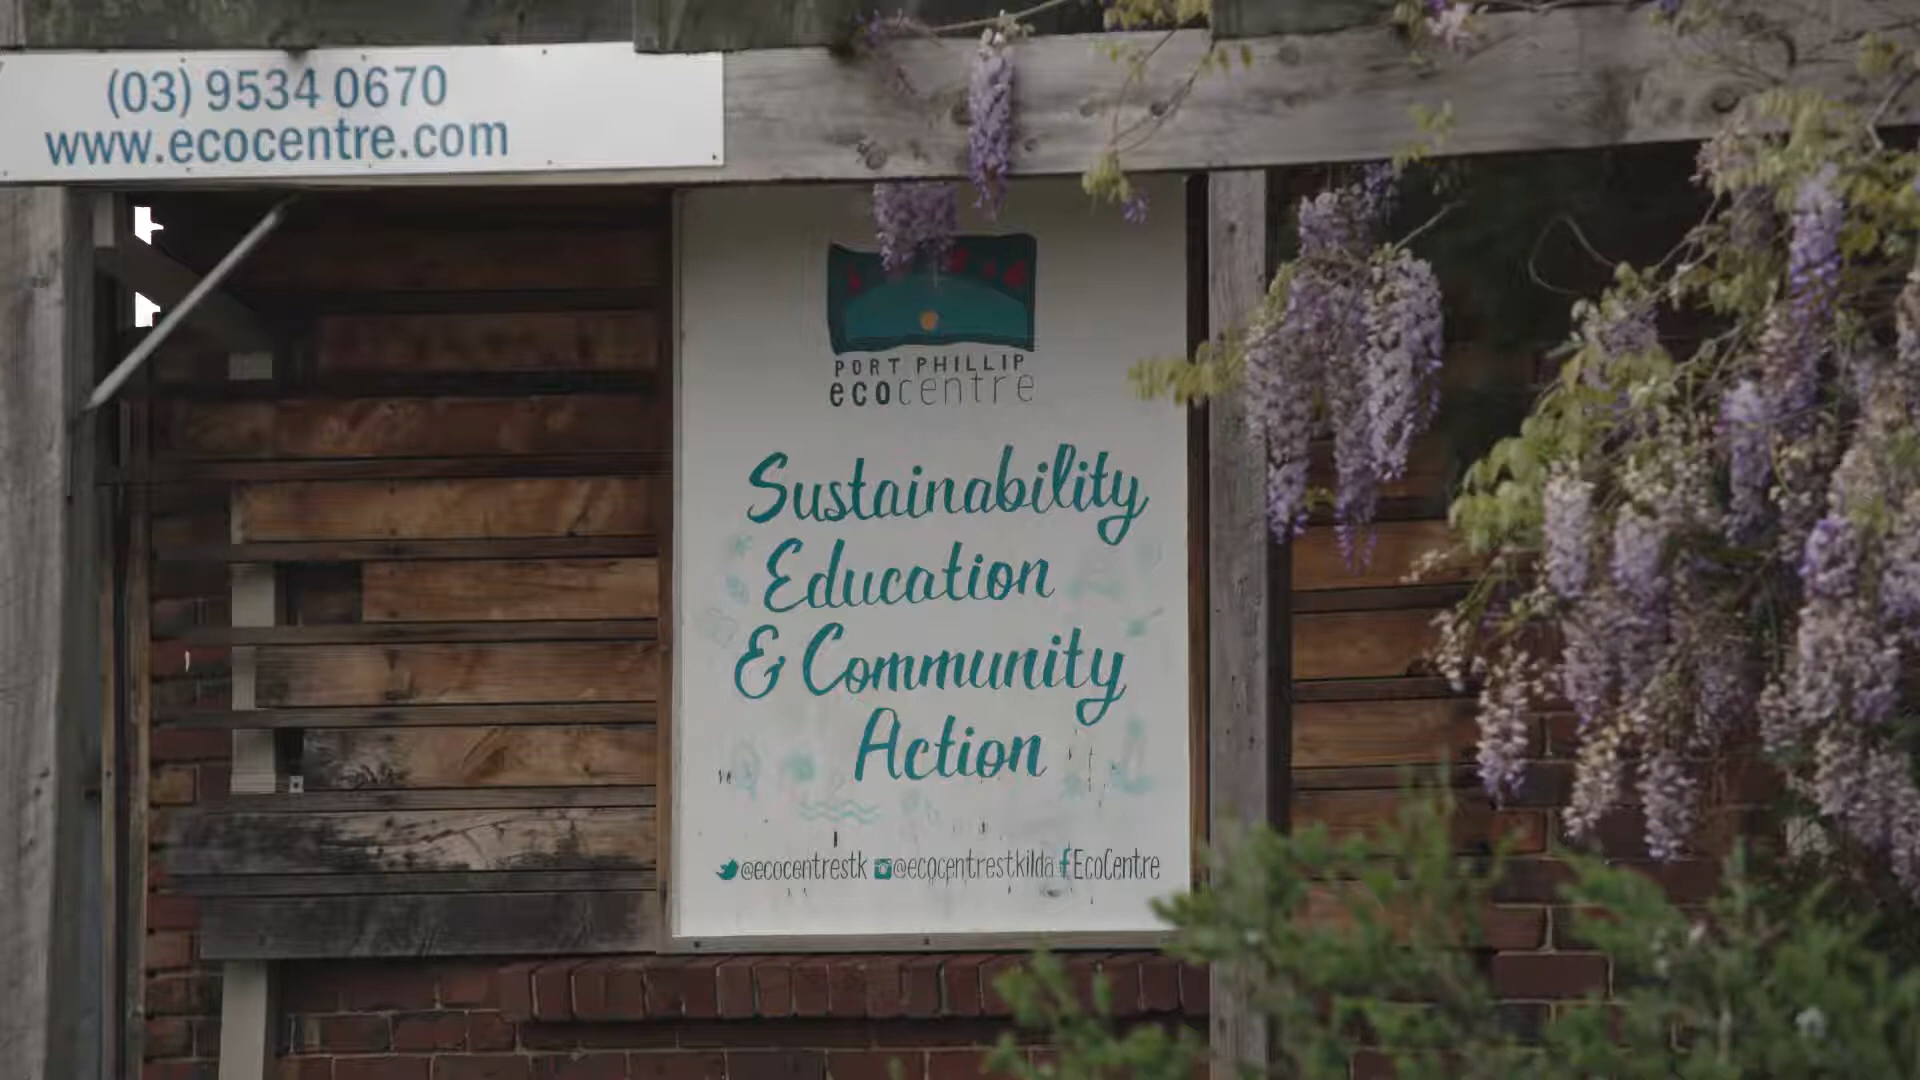 (03) 9534 0670
www.ecocentre.com
PORT PHILLIP
ecocentre
Sustainability
Education
& Community
Action
@ecocentrestk @ecocentrestkilda EcoCentre